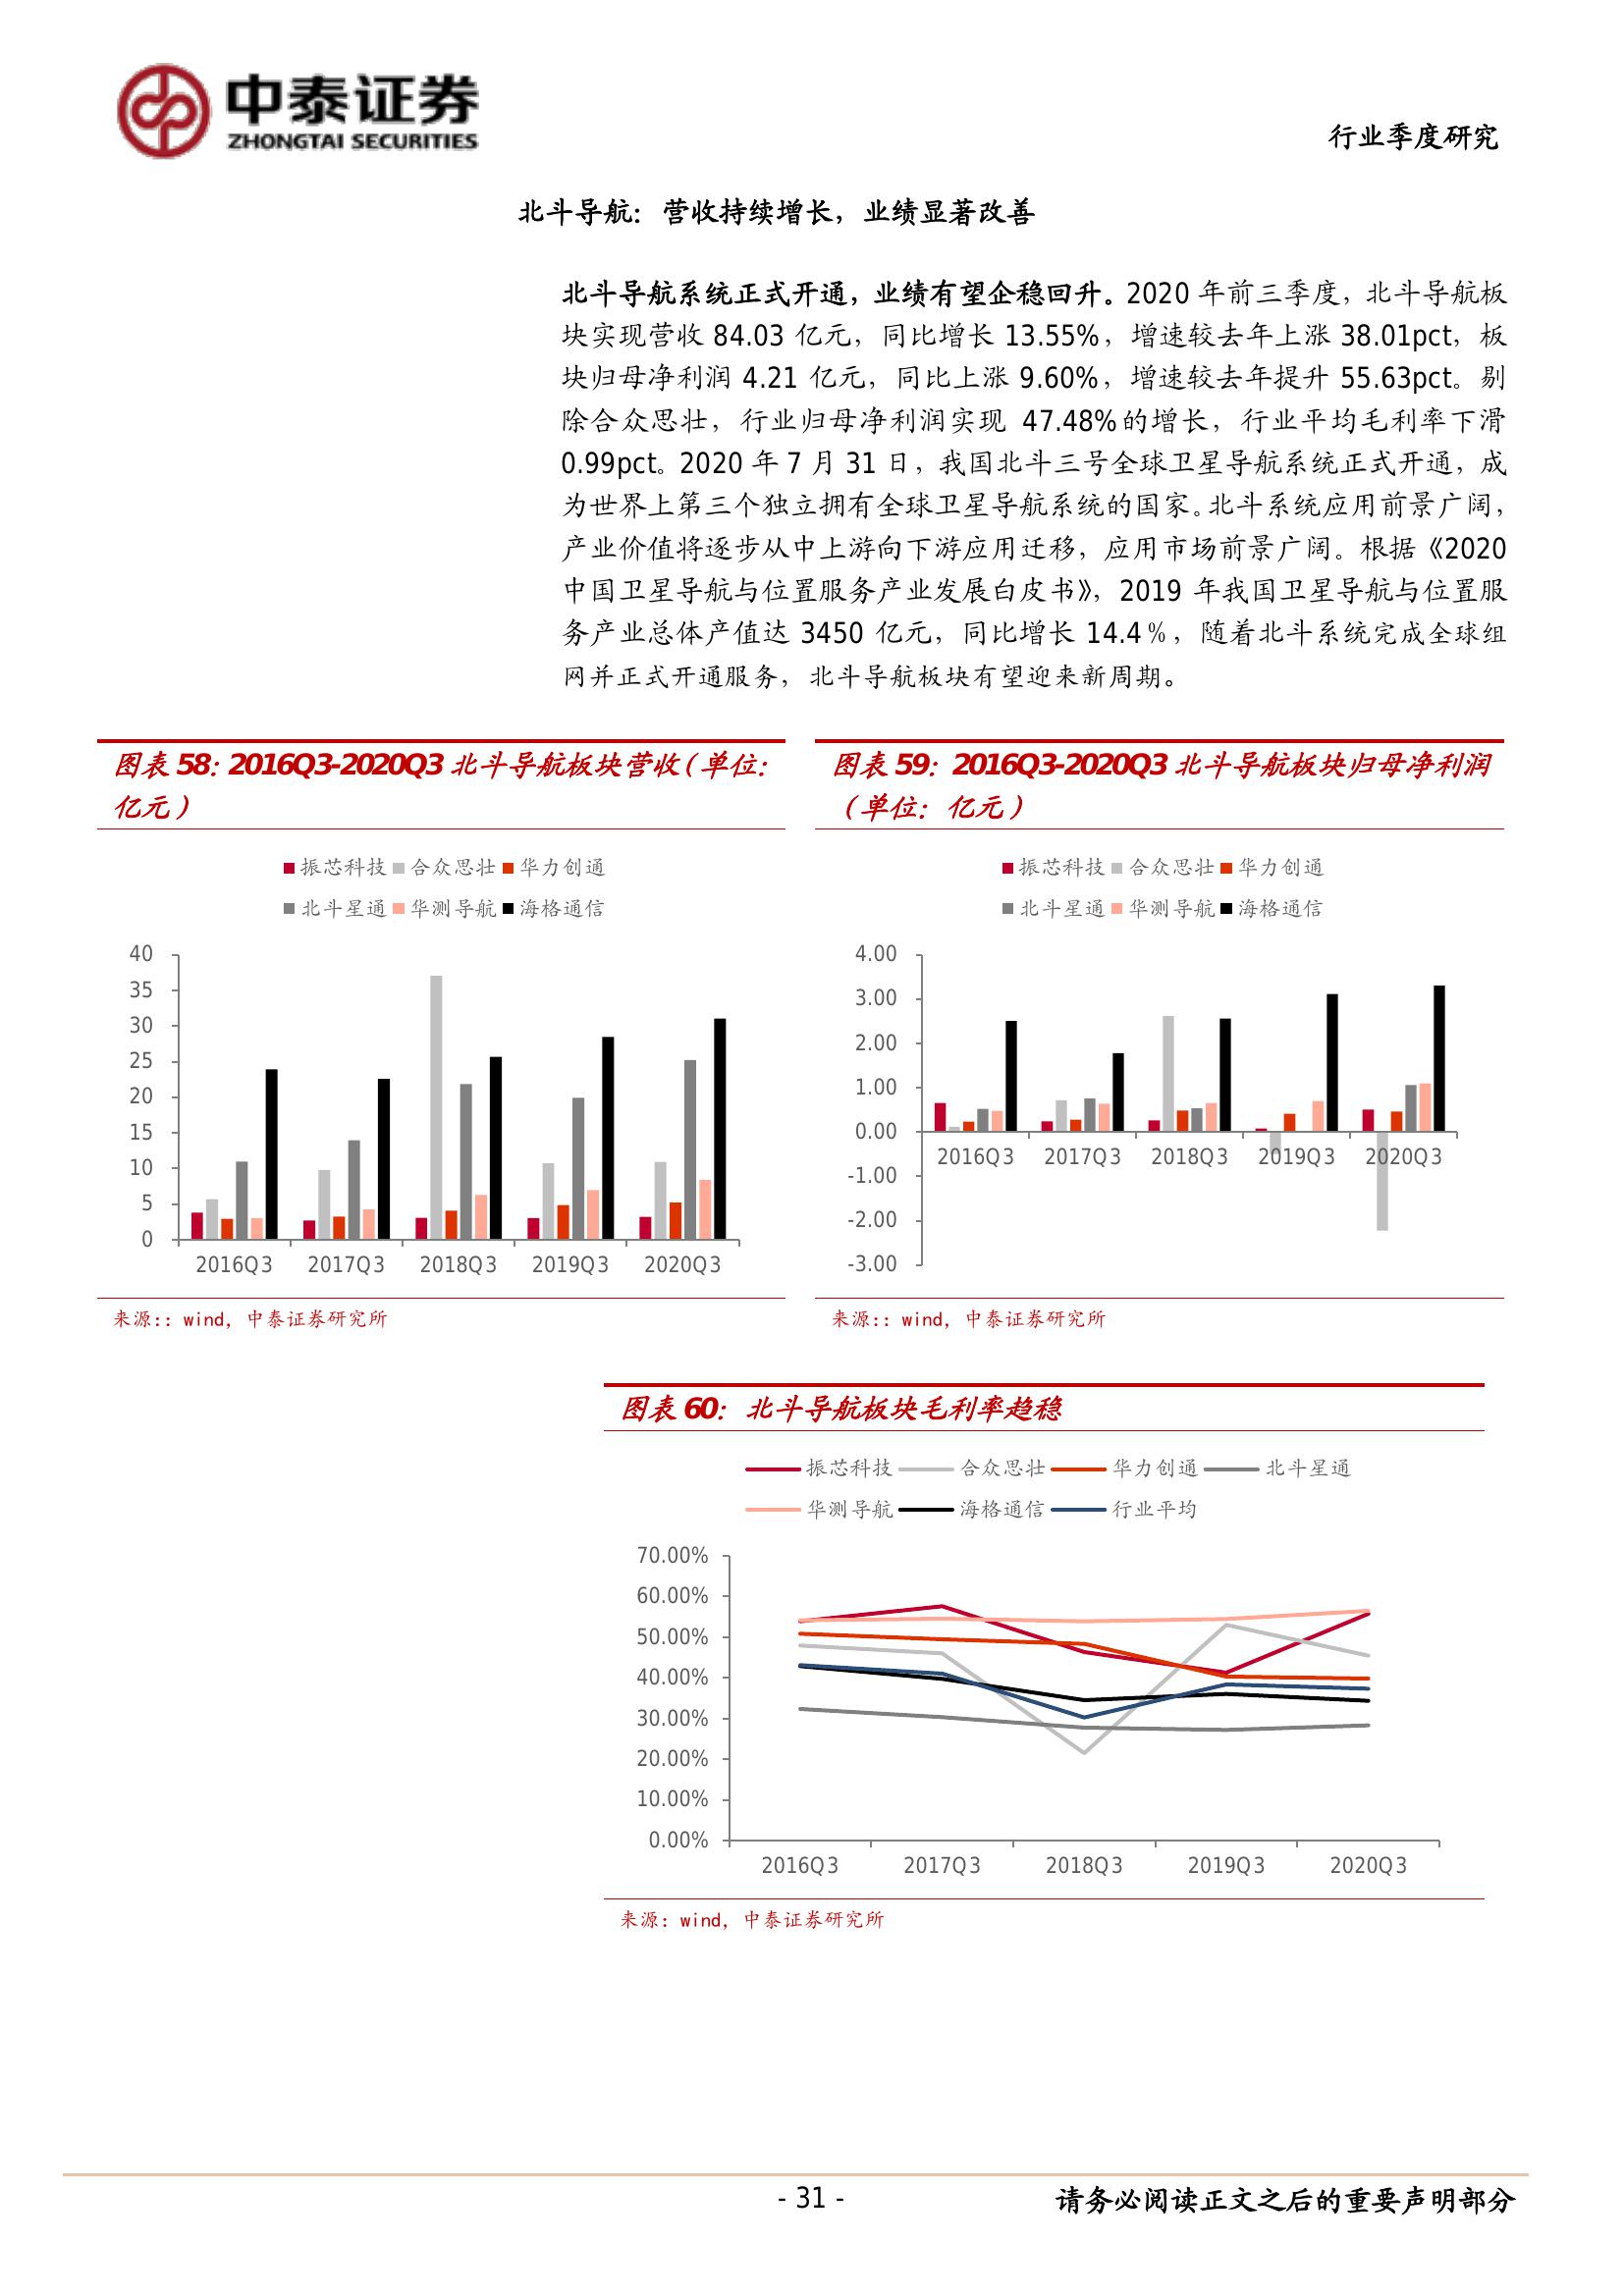 中泰证券
ZHONGTAI SECURITIES
行业季度研究
北斗导航：营收持续增长，业绩显著改善
北斗导航系统正式开通，业绩有望企稳回升。2020 年前三季度，北斗导航板
块实现营收 84.03 亿元，同比增长 13.55%，增速较去年上涨 38.01pct，板
块归母净利润 4.21 亿元，同比上涨 9.60%，增速较去年提升 55.63pct。剔
除合众思壮，行业归母净利润实现 47.48%的增长，行业平均毛利率下滑
0.99pct。2020 年 7 月 31 日，我国北斗三号全球卫星导航系统正式开通，成
为世界上第三个独立拥有全球卫星导航系统的国家。北斗系统应用前景广阔，
产业价值将逐步从中上游向下游应用迁移，应用市场前景广阔。根据《2020
中国卫星导航与位置服务产业发展白皮书》，2019 年我国卫星导航与位置服
务产业总体产值达 3450 亿元，同比增长 14.4％，随着北斗系统完成全球组
网并正式开通服务，北斗导航板块有望迎来新周期。
图表 58：2016Q3-2020Q3 北斗导航板块营收（单位：
亿元）
振芯科技 合众思壮 华力创通
北斗星通 华测导航 海格通信
40
35
30
25
20
15
10
5
0
2016Q3 2017Q3 2018Q3 2019Q3 2020Q3
来源：：wind，中泰证券研究所
图表 59：2016Q3-2020Q3 北斗导航板块归母净利润
（单位：亿元）
振芯科技 合众思壮 华力创通
北斗星通 华测导航 海格通信
4.00
3.00
2.00
1.00
0.00
-1.00
-2.00
-3.00
2016Q3 2017Q3 2018Q3 2019Q3 2020Q3
来源：：wind，中泰证券研究所
图表 60：北斗导航板块毛利率趋稳
振芯科技 合众思壮 华力创通 北斗星通
华测导航 海格通信 行业平均
70.00%
60.00%
50.00%
40.00%
30.00%
20.00%
10.00%
0.00%
2016Q3 2017Q3 2018Q3 2019Q3 2020Q3
来源：wind，中泰证券研究所
- 31 -
请务必阅读正文之后的重要声明部分